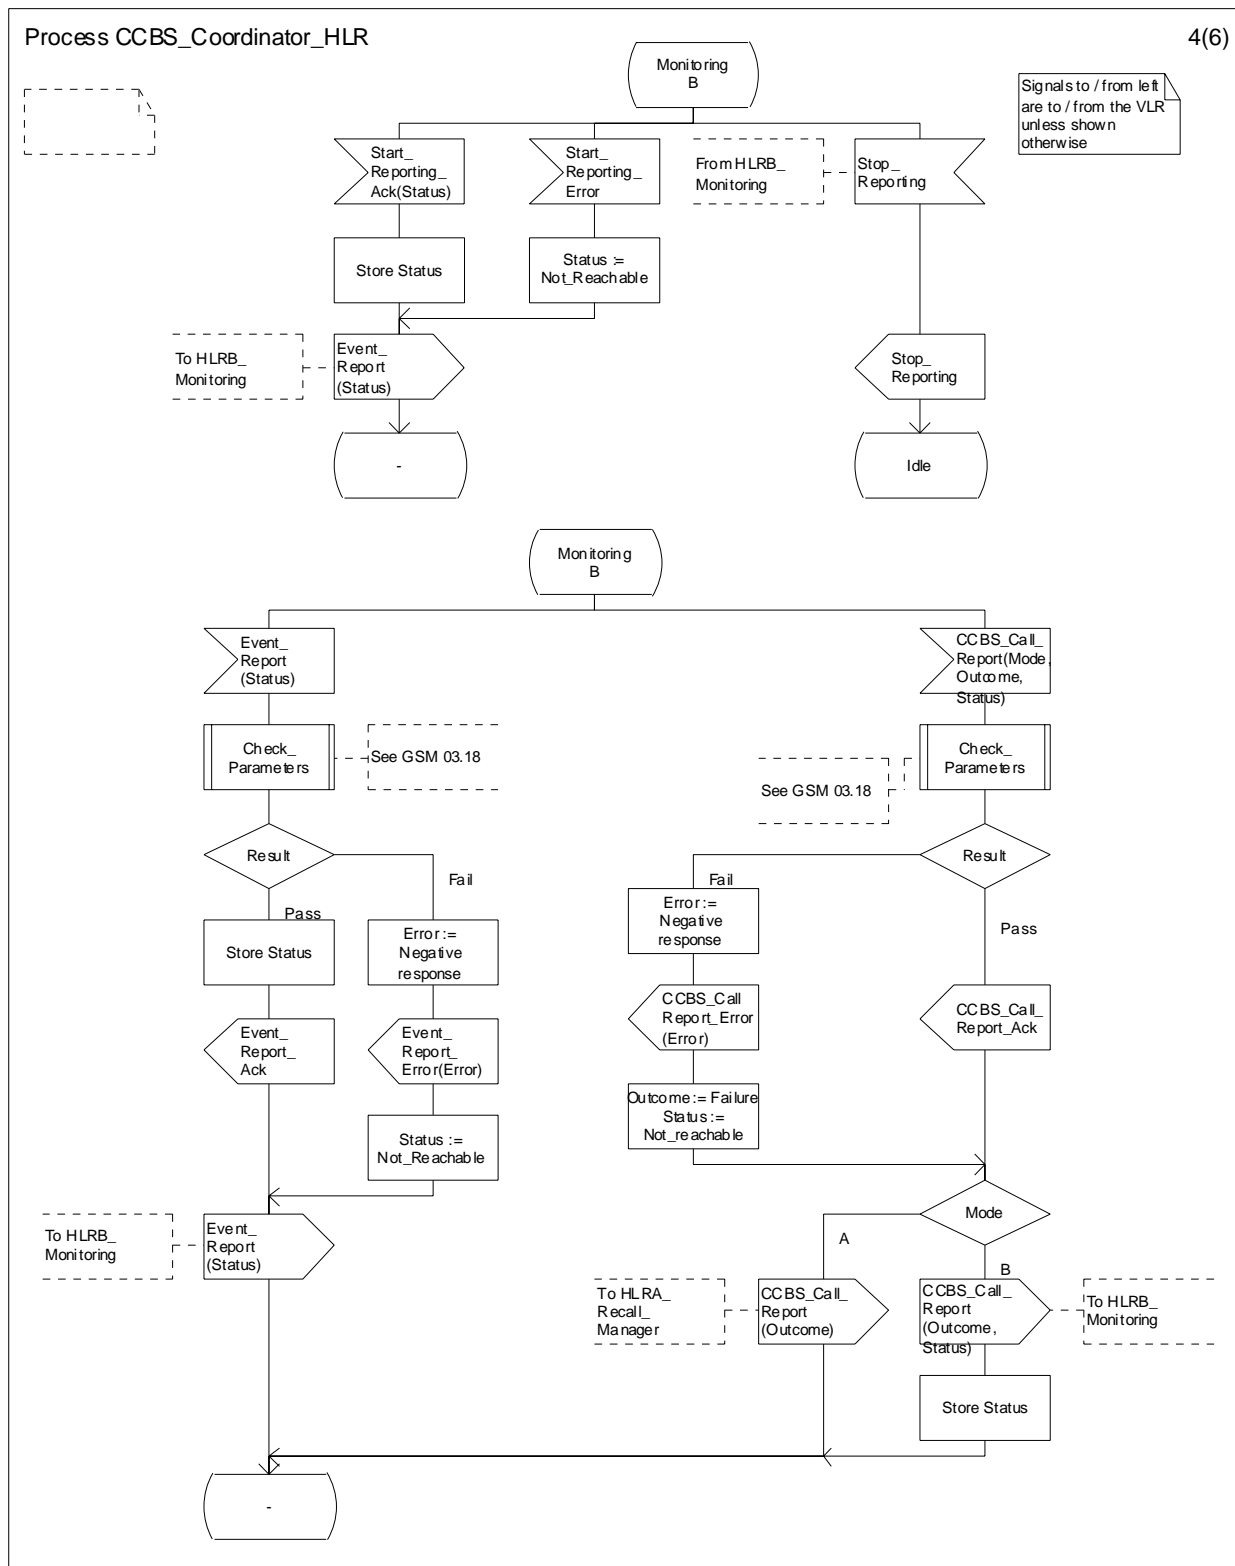 Process CCBS_Coordinator_HLR
4(6)
Monitoring
B
Signals to / from left
are to / from the VLR
unless shown
otherwise
Start_
Reporting_
Ack(Status)
Start_
Reporting_
Error
From HLRB_
Monitoring
Stop_
Reporting
Store Status
Status :=
Not_Reachable
To HLRB_
Monitoring
Event_
Report
(Status)
Stop_
Reporting
-
Idle
Monitoring
B
Event_
Report
(Status)
CCBS_Call_
Report(Mode,
Outcome,
Status)
Check_
Parameters
See GSM 03.18
See GSM 03.18
Check_
Parameters
Result
Fail
Pass
Result
Fail
Pass
Store Status
Error :=
Negative
response
Error :=
Negative
response
Event_
Report_
Ack
Event_
Report_
Error(Error)
CCBS_Call
Report_Error
(Error)
CCBS_Call_
Report_Ack
Status :=
Not_Reachable
Outcome := Failure
Status :=
Not_reachable
To HLRB_
Monitoring
Event_
Report
(Status)
Mode
A
B
To HLRA_
Recall_
Manager
CCBS_Call_
Report
(Outcome)
CCBS_Call_
Report
(Outcome,
Status)
To HLRB_
Monitoring
Store Status
-